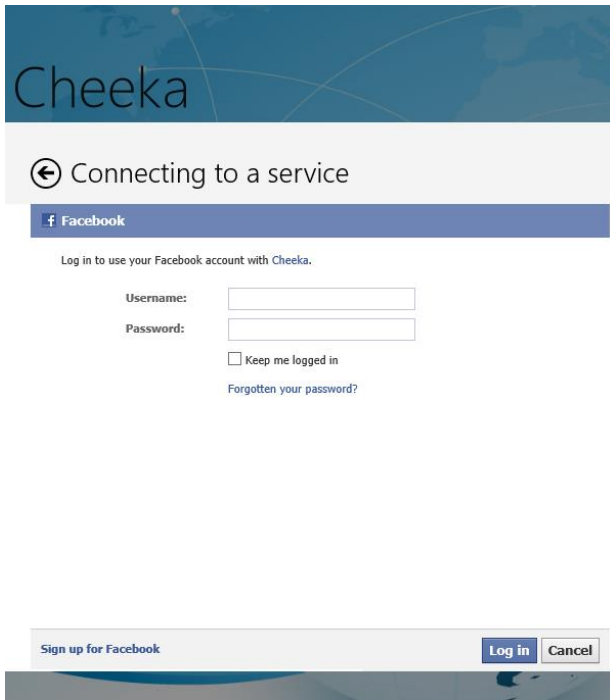 Cheeka
Connecting to a service
Facebook
Log in to use your Facebook account with Cheeka.
Username:
Password:
Keep me logged in
Forgotten your password?
Sign up for Facebook
Log in Cancel